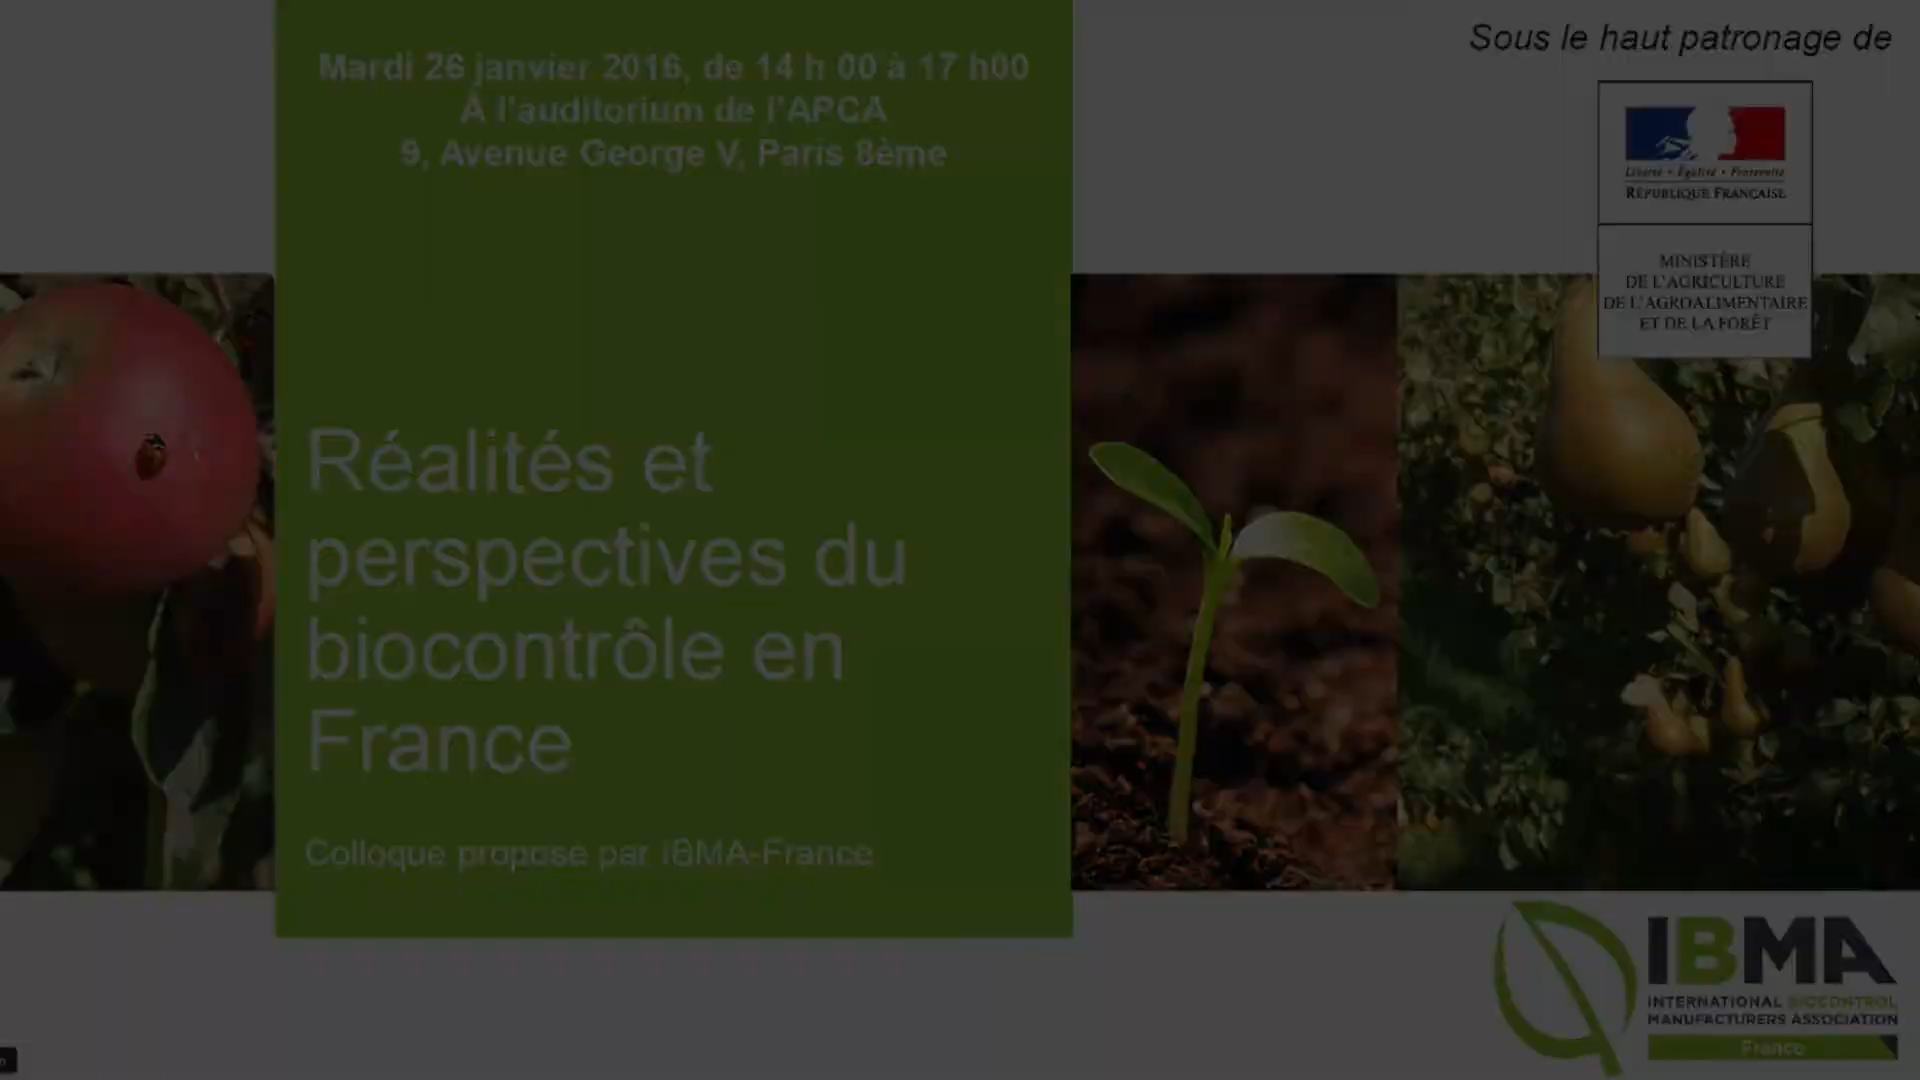 Mardi 26 janvier 2016, de 14 h 00 à 17 h00
À l'auditorium de l'APCA
9, Avenue George V, Paris 8ème
Sous le haut patronage de
Liberté • Égalité • Fraternité
RÉPUBLIQUE FRANÇAISE
MINISTÈRE
DE L'AGRICULTURE
DE L'AGROALIMENTAIRE
ET DE LA FORÊT
Réalités et
perspectives du
biocontrôle en
France
Colloque proposé par IBMA-France
IBMA
INTERNATIONAL BIOCONTROL
MANUFACTURERS ASSOCIATION
France